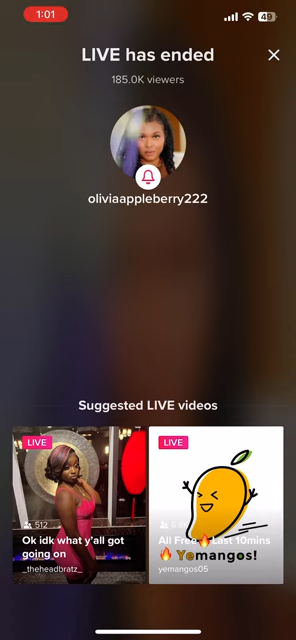 1:01
49
LIVE has ended
185.0K viewers
oliviaappleberry222
Suggested LIVE videos
LIVE
512
Ok idk what y'all got
going on
_theheadbratz_
LIVE
All Free🔥Last 10mins
🔥 Yemangos!
yemangos05